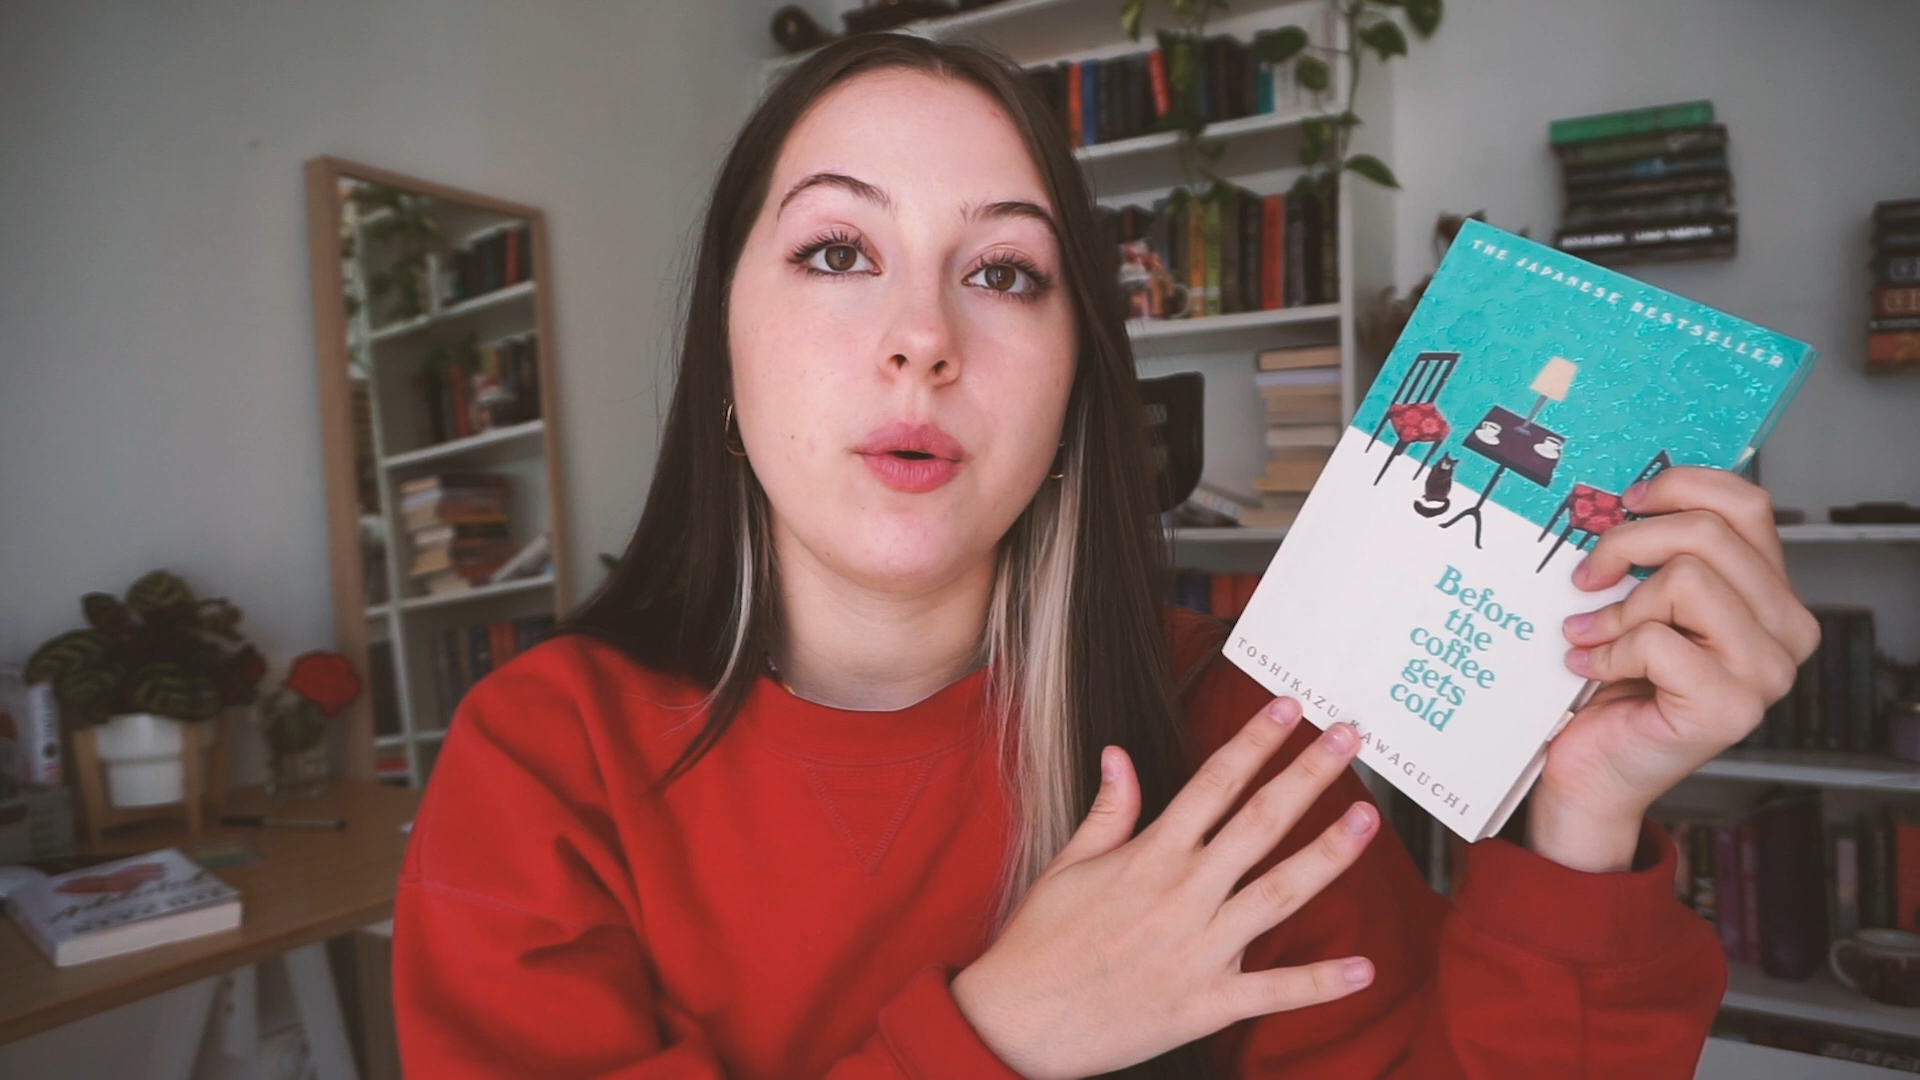 THE JAPANESE BESTSELLER
Before
the
coffee
gets
cold
TOSHIKAZU KAWAGUCHI